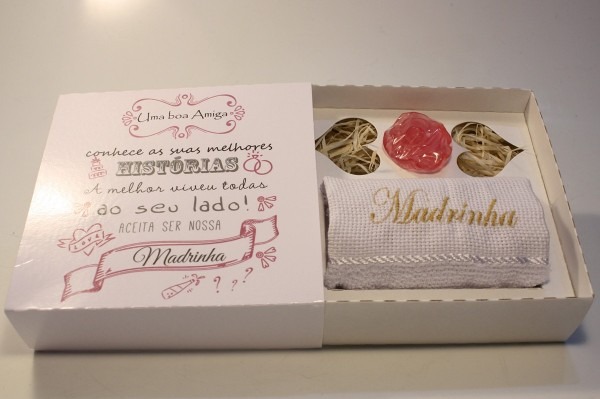 Uma boa Amiga
conhece as suas melhores
HISTÓRIAS
A melhor viveu todas
ao seu lado!
ACEITA SER NOSSA
LOVE
Madrinha
? ? ?
Madrinha